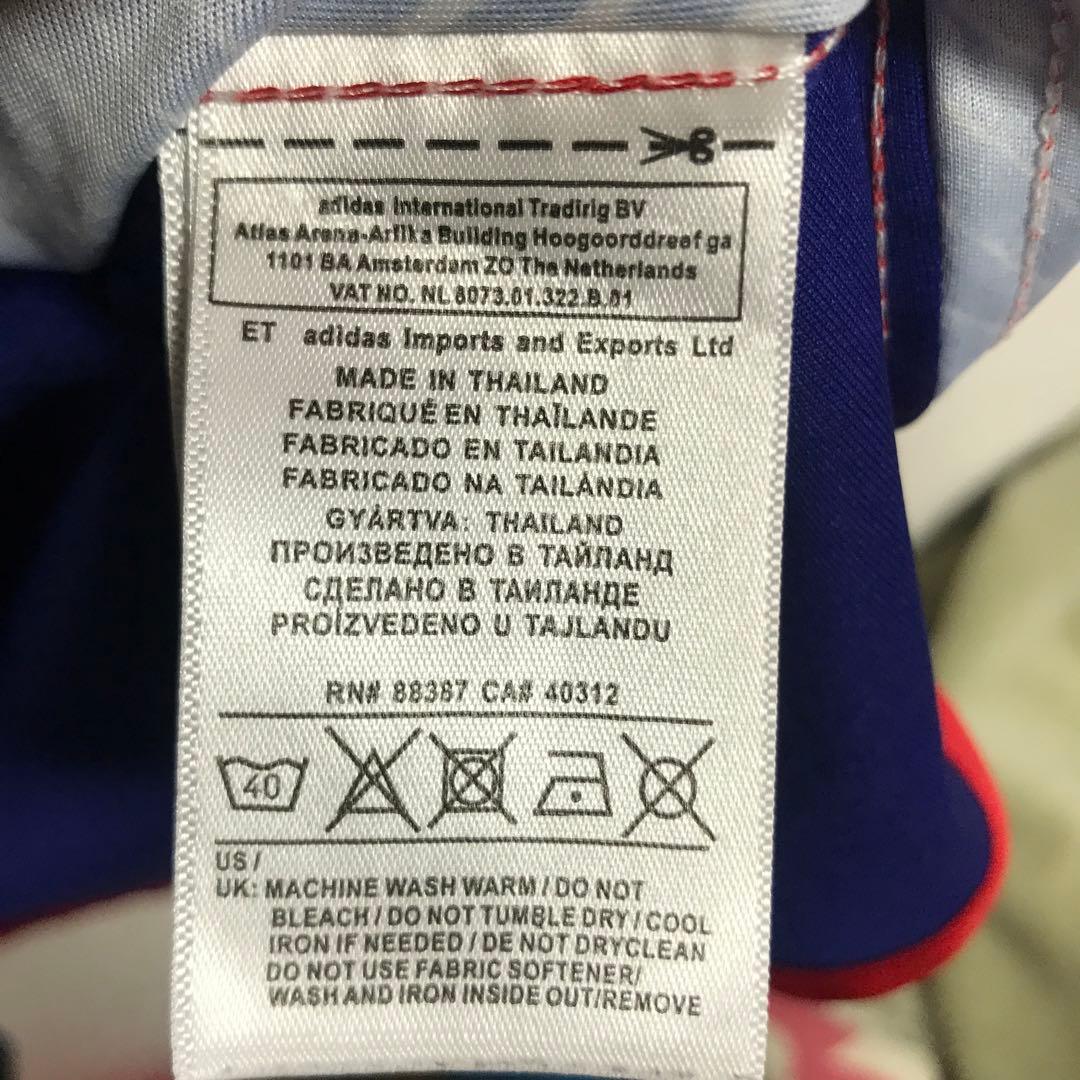 adidas International Tradirig BV
Atlas Arena-Arlika Building Hoogoorddreef ga
1101 BA Amsterdam ZO The Netherlands
VAT NO. NL 8073.01.322.B.01
ET adidas Imports and Exports Ltd
MADE IN THAILAND
FABRIQUÉ EN THAÏLANDE
FABRICADO EN TAILANDIA
FABRICADO NA TAILÂNDIA
GYÁRTVA: THAILAND
ПРОИЗВЕДЕНО В ТАЙЛАНД
СДЕЛАНО В ТАИЛАНДЕ
PROİZVEDENO U TAJLANDU
RN# 88387 CA# 40312
40
US /
UK: MACHINE WASH WARM / DO NOT
BLEACH / DO NOT TUMBLE DRY / COOL
IRON IF NEEDED / DE NOT DRYCLEAN
DO NOT USE FABRIC SOFTENER/
WASH AND IRON INSIDE OUT/REMOVE